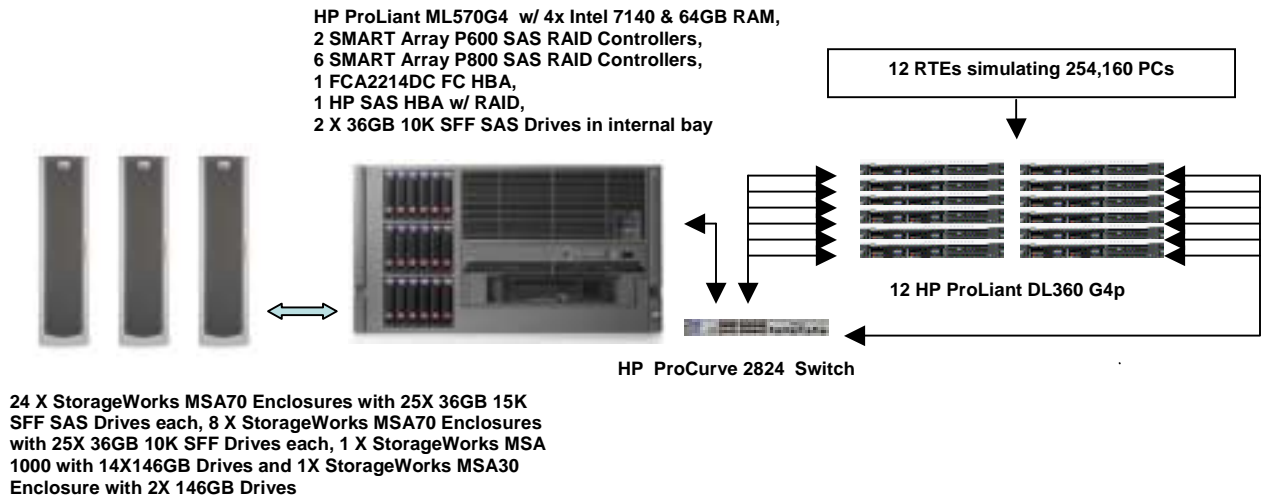 HP ProLiant ML570G4 w/ 4x Intel 7140 & 64GB RAM,
2 SMART Array P600 SAS RAID Controllers,
6 SMART Array P800 SAS RAID Controllers,
1 FCA2214DC FC HBA,
1 HP SAS HBA w/ RAID,
2 X 36GB 10K SFF SAS Drives in internal bay
12 RTEs simulating 254,160 PCs
12 HP ProLiant DL360 G4p
HP ProCurve 2824 Switch
24 X StorageWorks MSA70 Enclosures with 25X 36GB 15K
SFF SAS Drives each, 8 X StorageWorks MSA70 Enclosures
with 25X 36GB 10K SFF Drives each, 1 X StorageWorks MSA
1000 with 14X146GB Drives and 1X StorageWorks MSA30
Enclosure with 2X 146GB Drives